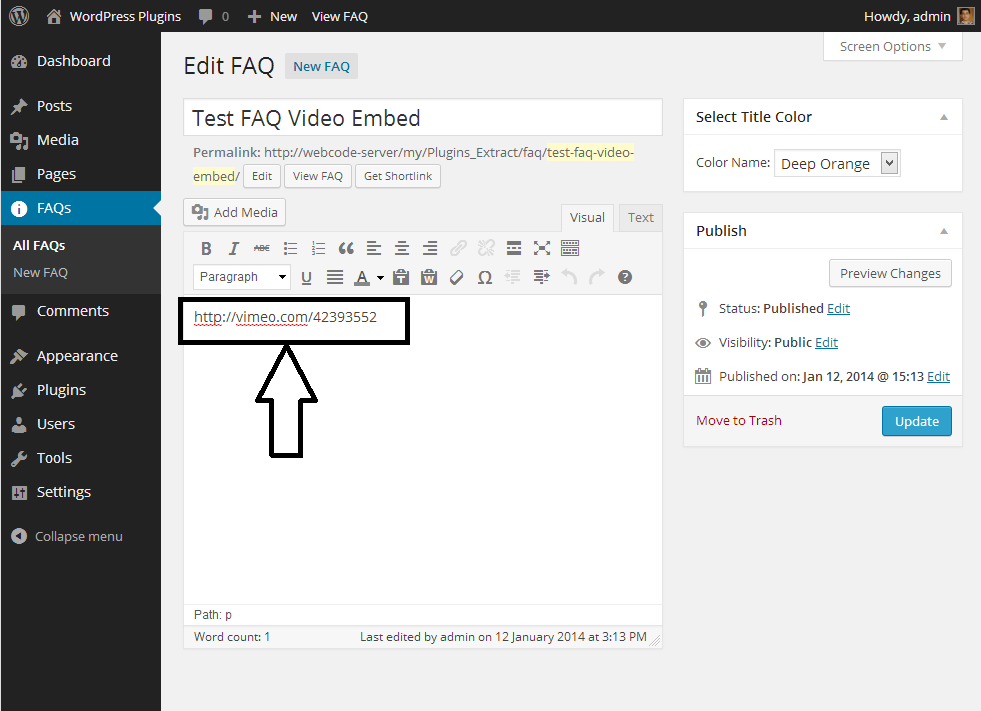 WordPress Plugins 0 New View FAQ Howdy, admin
Screen Options
Dashboard
Posts
Media
Pages
FAQs
All FAQs
New FAQ
Comments
Appearance
Plugins
Users
Tools
Settings
Collapse menu
Edit FAQ New FAQ
Test FAQ Video Embed
Permalink: http://webcode-server/my/Plugins_Extract/faq/test-faq-video-
embed/ Edit View FAQ Get Shortlink
Add Media Visual Text
B I ABC
Paragraph U A T W Ω ?
http://vimeo.com/42393552
Path: p
Word count: 1 Last edited by admin on 12 January 2014 at 3:13 PM
Select Title Color
Color Name: Deep Orange
Publish
Preview Changes
Status: Published Edit
Visibility: Public Edit
Published on: Jan 12, 2014 @ 15:13 Edit
Move to Trash Update